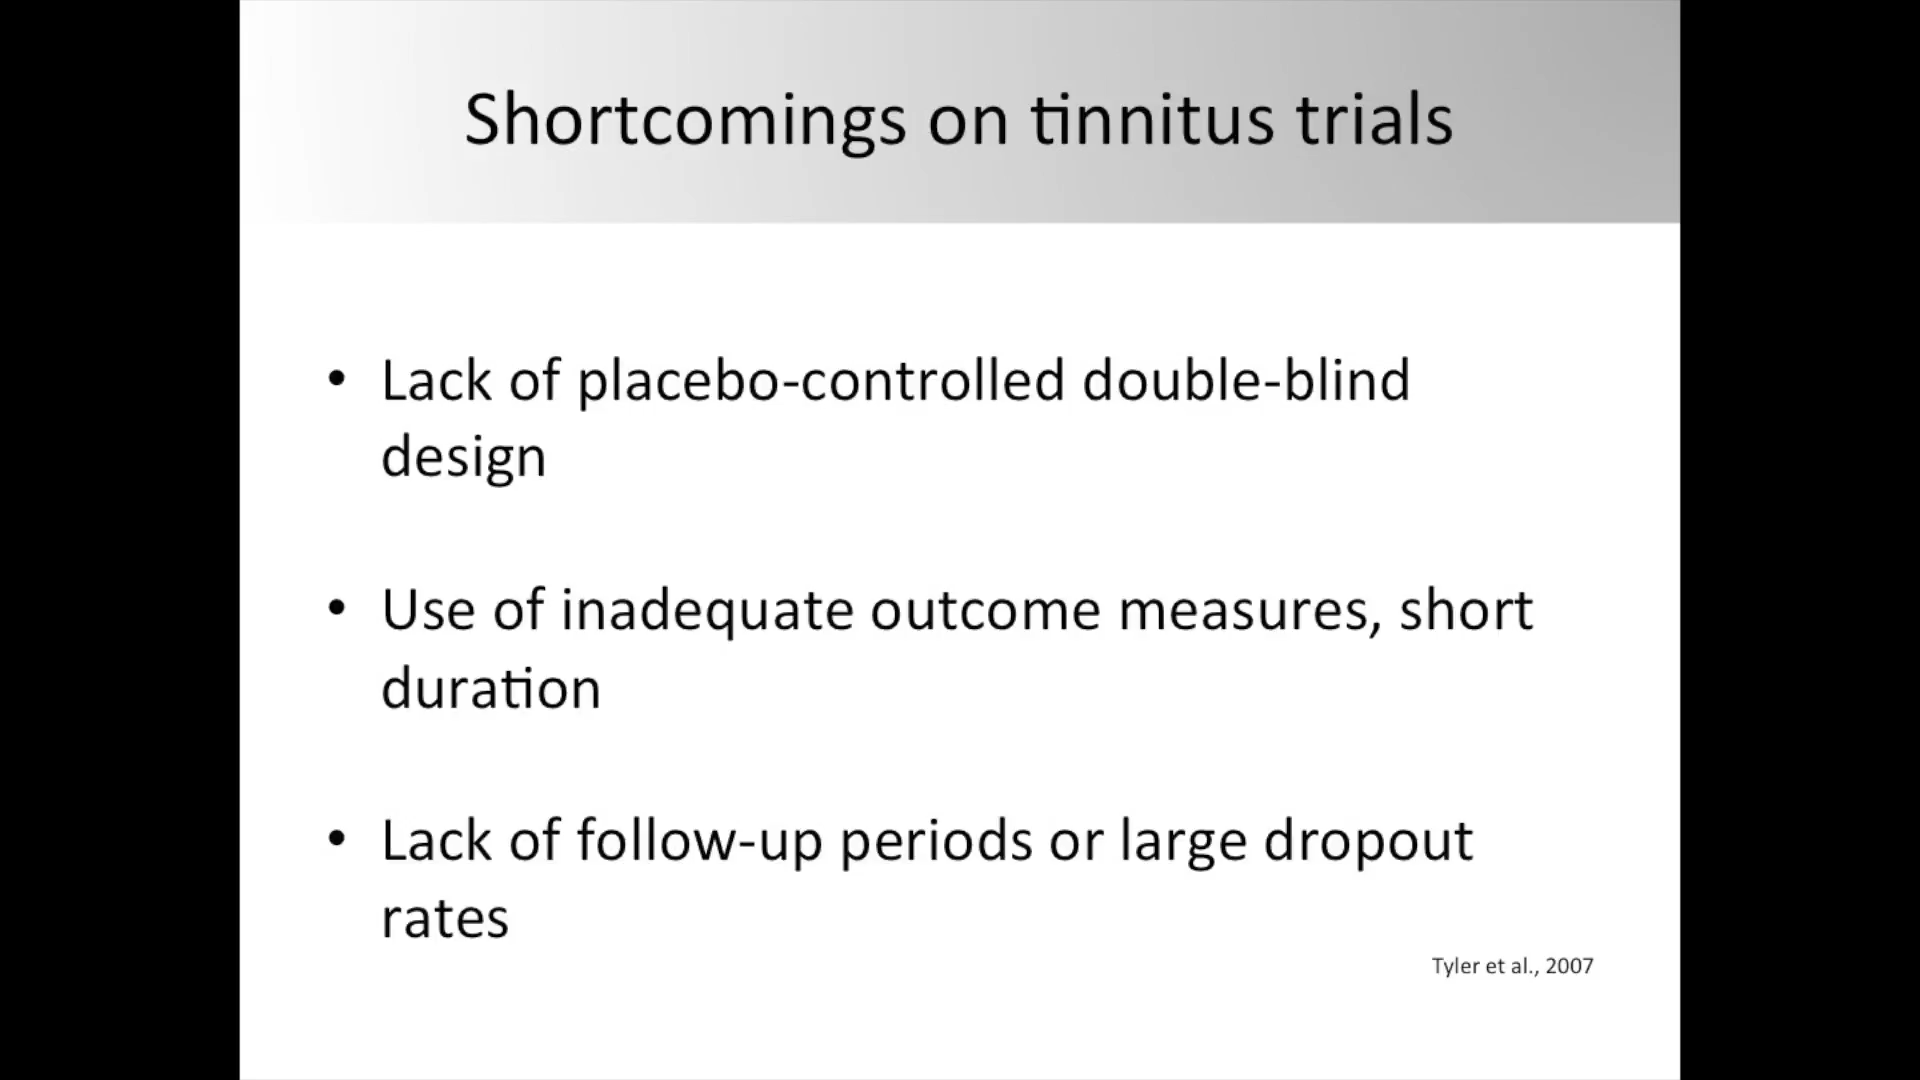 Shortcomings on tinnitus trials
• Lack of placebo-controlled double-blind
design
• Use of inadequate outcome measures, short
duration
• Lack of follow-up periods or large dropout
rates
Tyler et al., 2007